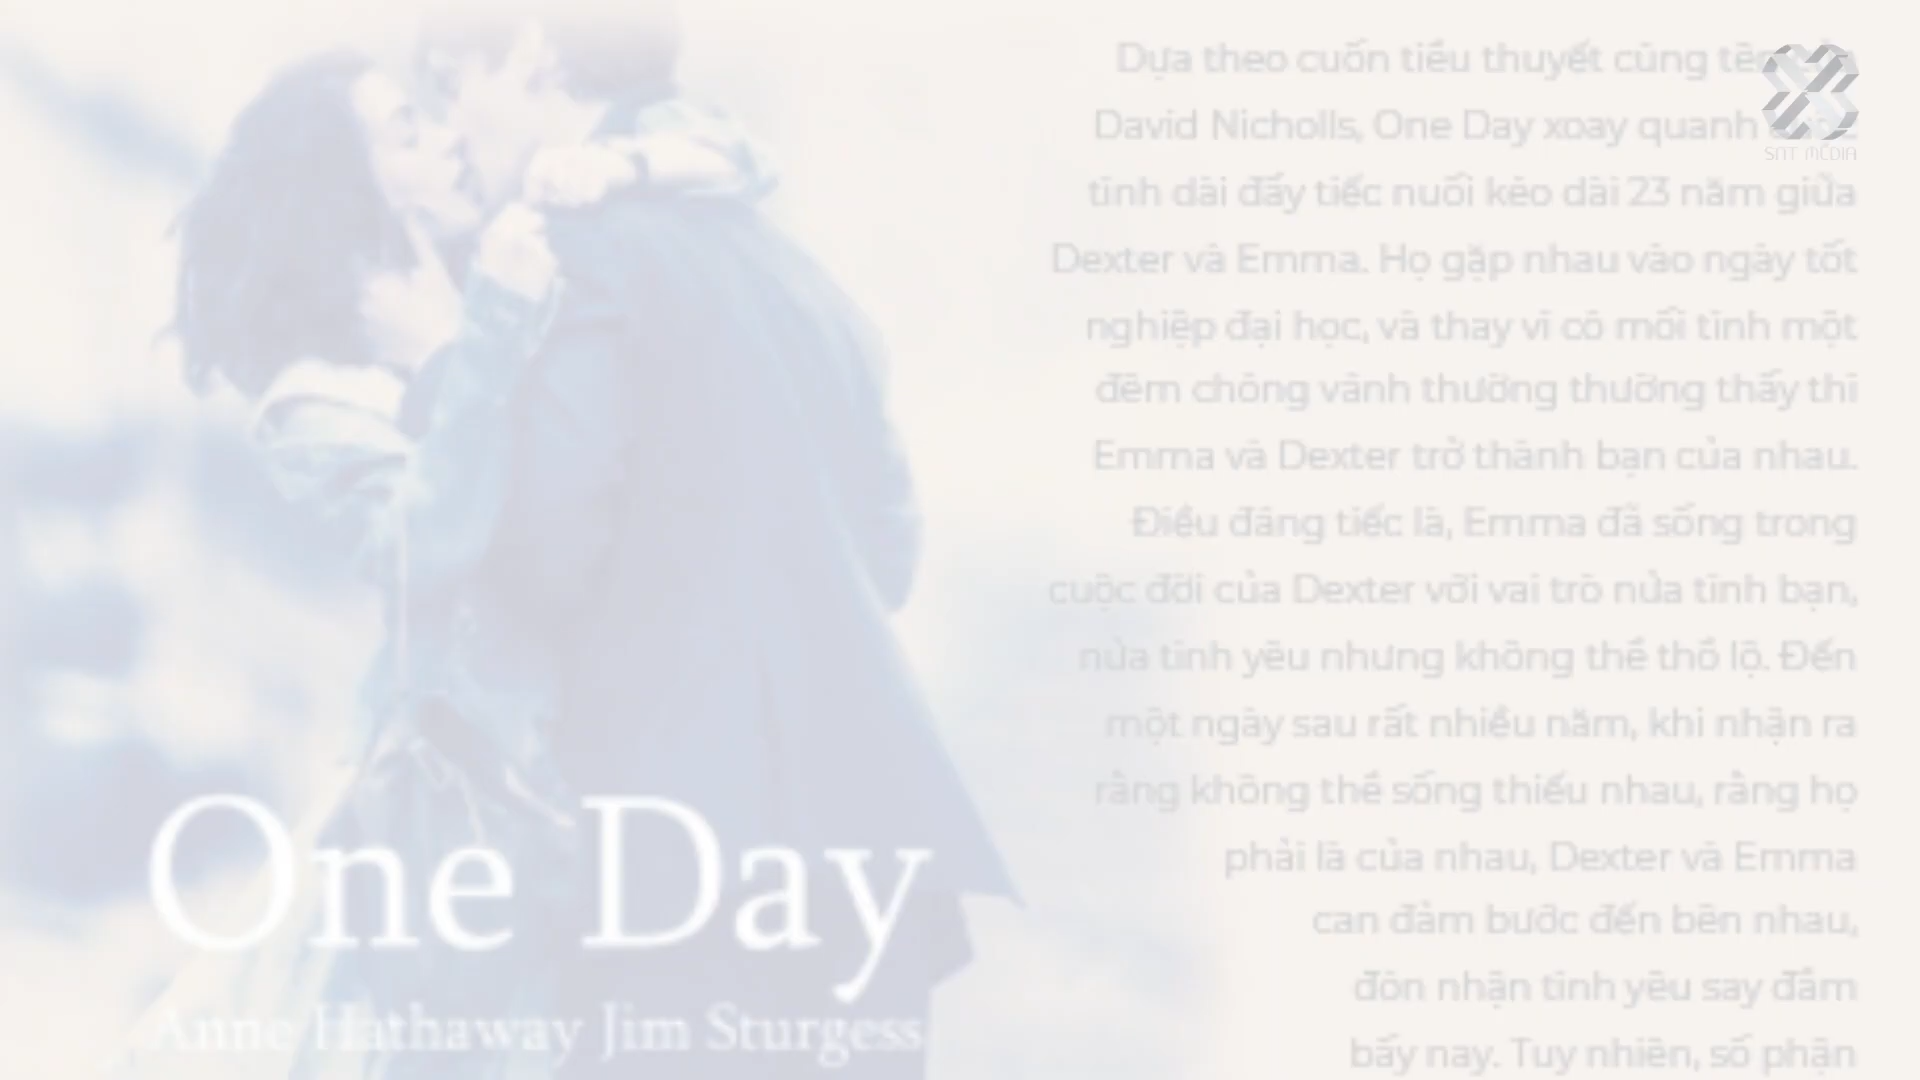 Dựa theo cuốn tiểu thuyết cùng tên
David Nicholls, One Day xoay quanh
tình dài đầy tiếc nuối kéo dài 23 năm giữa
Dexter và Emma. Họ gặp nhau vào ngày tốt
nghiệp đại học, và thay vì có mối tình một
đêm chóng vánh thường thường thấy thì
Emma và Dexter trở thành bạn của nhau.
Điều đáng tiếc là, Emma đã sống trong
cuộc đời của Dexter với vai trò nửa tình bạn,
nửa tình yêu nhưng không thể thổ lộ. Đến
một ngày sau rất nhiều năm, khi nhận ra
rằng không thể sống thiếu nhau, rằng họ
phải là của nhau, Dexter và Emma
can đảm bước đến bên nhau,
đón nhận tình yêu say đắm
bấy nay. Tuy nhiên, số phận
SNT MEDIA
One Day
Anne Hathaway Jim Sturgess